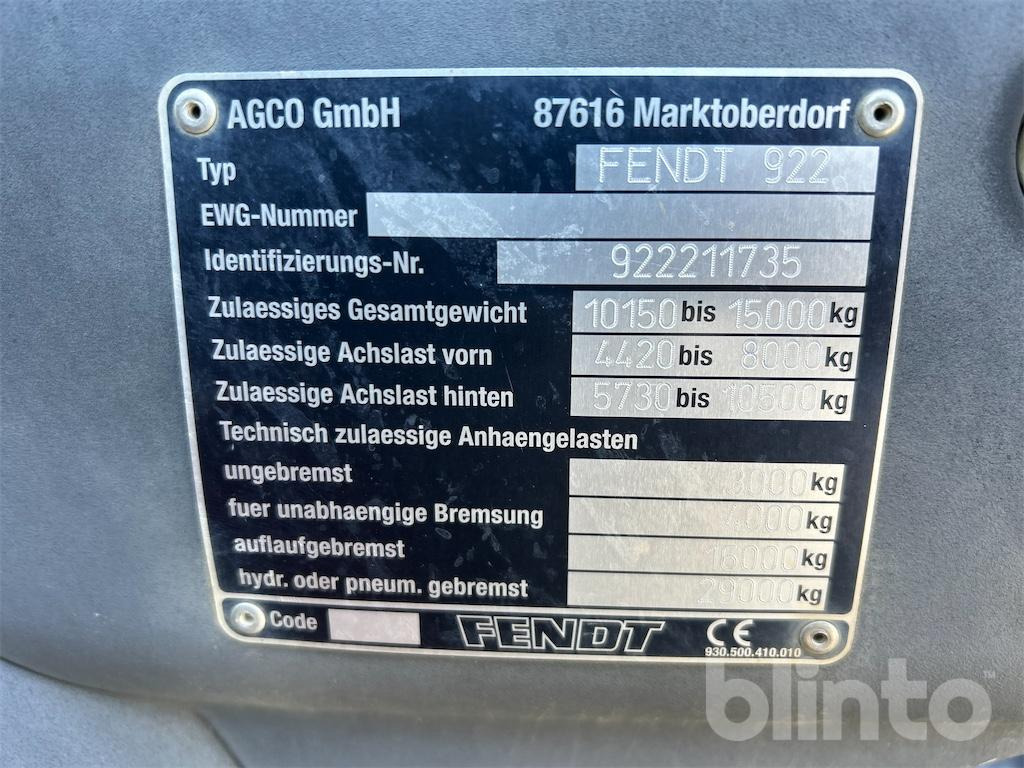 AGCO GmbH 87616 Marktoberdorf
Typ FENDT 922
EWG-Nummer
Identifizierungs-Nr. 922211735
Zulaessiges Gesamtgewicht 10150 bis 15000 kg
Zulaessige Achslast vorn 4420 bis 8000 kg
Zulaessige Achslast hinten 5730 bis 10500 kg
Technisch zulaessige Anhaengelasten
ungebremst 3000 kg
fuer unabhaengige Bremsung 4000 kg
auflaufgebremst 16000 kg
hydr. oder pneum. gebremst 29000 kg
Code FENDT CE
930.500.410.010
blinto™